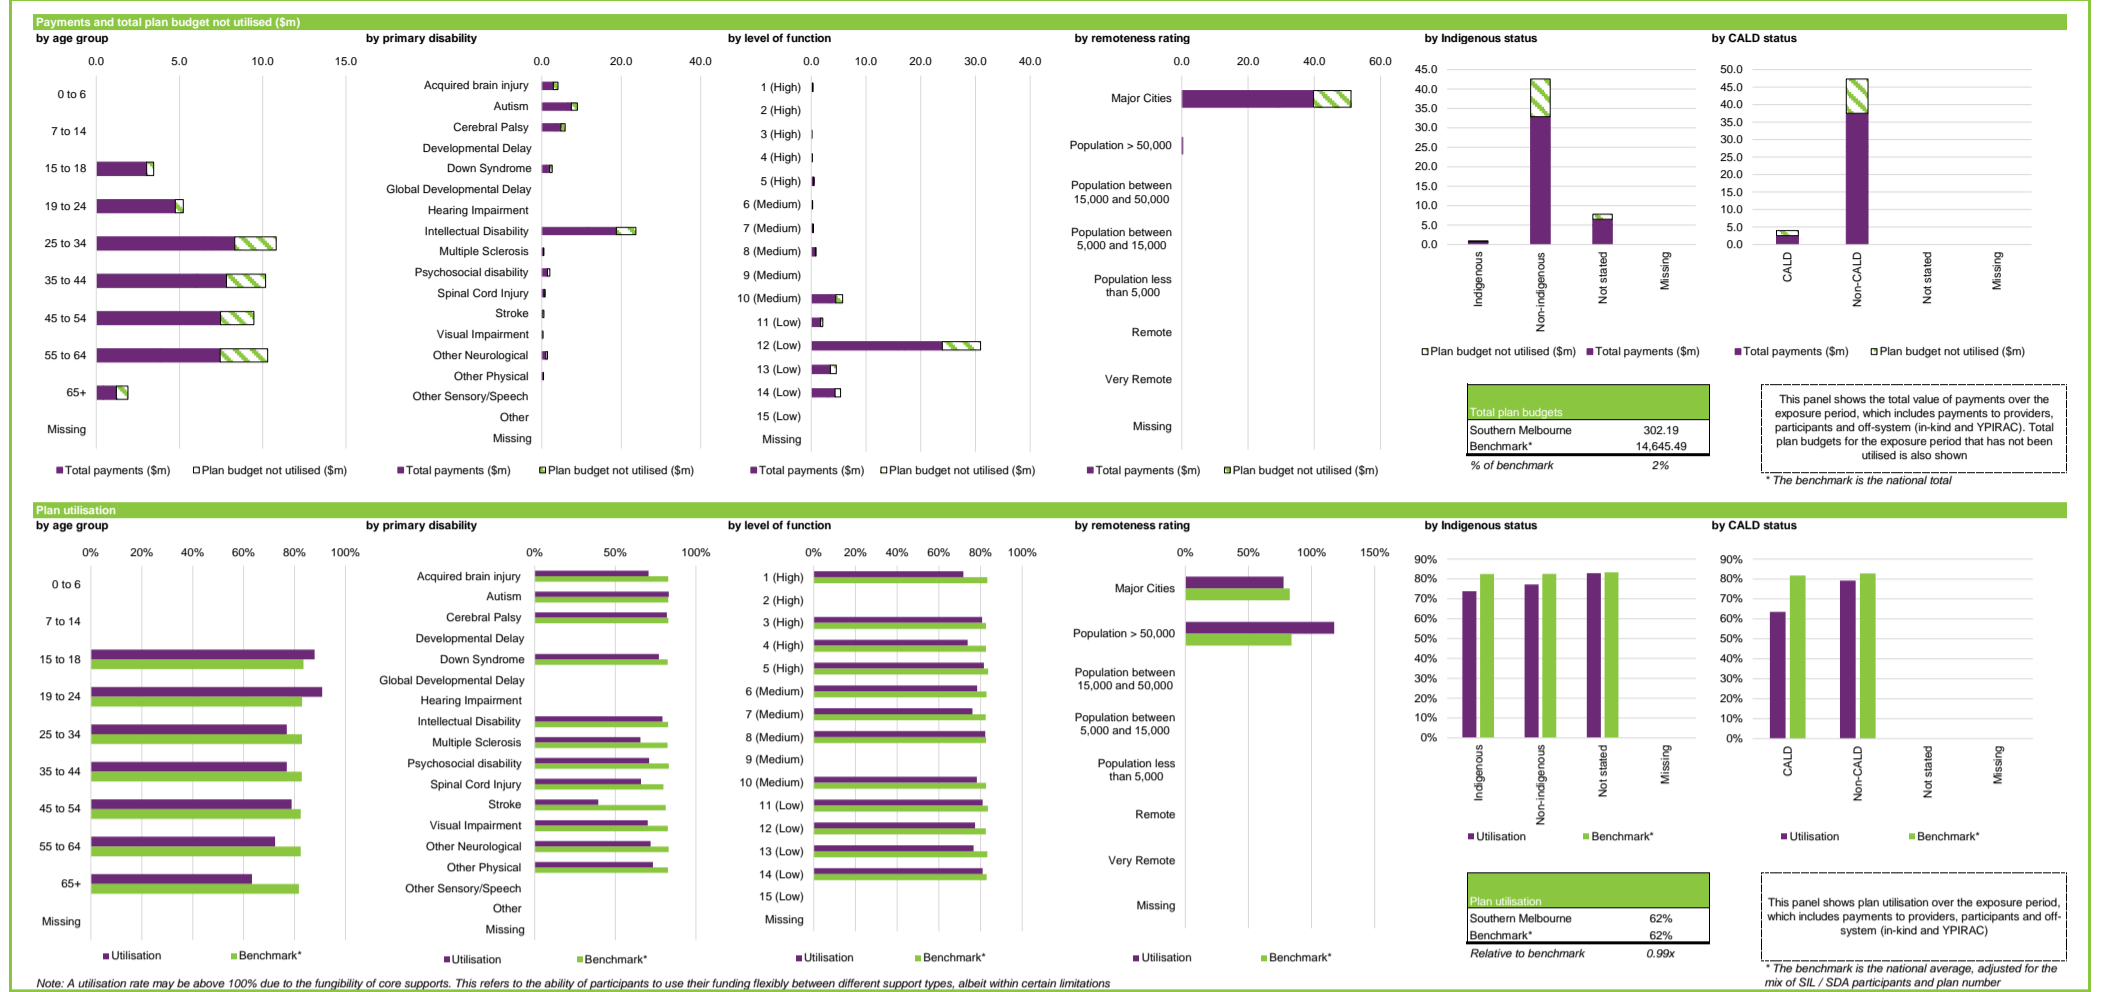 Payments and total plan budget not utilised ($m)
by age group
0.0 5.0 10.0 15.0
0 to 6
7 to 14
15 to 18
19 to 24
25 to 34
35 to 44
45 to 54
55 to 64
65+
Missing
Total payments ($m) Plan budget not utilised ($m)
by primary disability
0.0 20.0 40.0
Acquired brain injury
Autism
Cerebral Palsy
Developmental Delay
Down Syndrome
Global Developmental Delay
Hearing Impairment
Intellectual Disability
Multiple Sclerosis
Psychosocial disability
Spinal Cord Injury
Stroke
Visual Impairment
Other Neurological
Other Physical
Other Sensory/Speech
Other
Missing
Total payments ($m) Plan budget not utilised ($m)
by level of function
0.0 10.0 20.0 30.0 40.0
1 (High)
2 (High)
3 (High)
4 (High)
5 (High)
6 (Medium)
7 (Medium)
8 (Medium)
9 (Medium)
10 (Medium)
11 (Low)
12 (Low)
13 (Low)
14 (Low)
15 (Low)
Missing
Total payments ($m) Plan budget not utilised ($m)
by remoteness rating
0.0 20.0 40.0 60.0
Major Cities
Population > 50,000
Population between
15,000 and 50,000
Population between
5,000 and 15,000
Population less
than 5,000
Remote
Very Remote
Missing
Total payments ($m) Plan budget not utilised ($m)
by Indigenous status
45.0
40.0
35.0
30.0
25.0
20.0
15.0
10.0
5.0
0.0
Indigenous
Non-indigenous
Not stated
Missing
Plan budget not utilised ($m) Total payments ($m)
by CALD status
50.0
45.0
40.0
35.0
30.0
25.0
20.0
15.0
10.0
5.0
0.0
CALD
Non-CALD
Not stated
Missing
Total payments ($m) Plan budget not utilised ($m)
Total plan budgets
Southern Melbourne 302.19
Benchmark* 14,645.49
% of benchmark 2%
This panel shows the total value of payments over the
exposure period, which includes payments to providers,
participants and off-system (in-kind and YPIRAC). Total
plan budgets for the exposure period that has not been
utilised is also shown
* The benchmark is the national total
Plan utilisation
by age group
0% 20% 40% 60% 80% 100%
0 to 6
7 to 14
15 to 18
19 to 24
25 to 34
35 to 44
45 to 54
55 to 64
65+
Missing
Utilisation Benchmark*
by primary disability
0% 50% 100%
Acquired brain injury
Autism
Cerebral Palsy
Developmental Delay
Down Syndrome
Global Developmental Delay
Hearing Impairment
Intellectual Disability
Multiple Sclerosis
Psychosocial disability
Spinal Cord Injury
Stroke
Visual Impairment
Other Neurological
Other Physical
Other Sensory/Speech
Other
Missing
Utilisation Benchmark*
by level of function
0% 20% 40% 60% 80% 100%
1 (High)
2 (High)
3 (High)
4 (High)
5 (High)
6 (Medium)
7 (Medium)
8 (Medium)
9 (Medium)
10 (Medium)
11 (Low)
12 (Low)
13 (Low)
14 (Low)
15 (Low)
Missing
Utilisation Benchmark*
by remoteness rating
0% 50% 100% 150%
Major Cities
Population > 50,000
Population between
15,000 and 50,000
Population between
5,000 and 15,000
Population less
than 5,000
Remote
Very Remote
Missing
Utilisation Benchmark*
by Indigenous status
90%
80%
70%
60%
50%
40%
30%
20%
10%
0%
Indigenous
Non-indigenous
Not stated
Missing
Utilisation Benchmark*
by CALD status
90%
80%
70%
60%
50%
40%
30%
20%
10%
0%
CALD
Non-CALD
Not stated
Missing
Utilisation Benchmark*
Plan utilisation
Southern Melbourne 62%
Benchmark* 62%
Relative to benchmark 0.99x
This panel shows plan utilisation over the exposure period,
which includes payments to providers, participants and off-
system (in-kind and YPIRAC)
* The benchmark is the national average, adjusted for the
mix of SIL / SDA participants and plan number
Note: A utilisation rate may be above 100% due to the fungibility of core supports. This refers to the ability of participants to use their funding flexibly between different support types, albeit within certain limitations